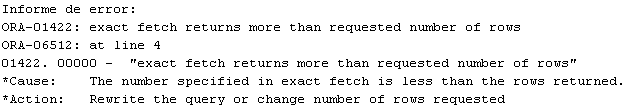 Informe de error:
ORA-01422: exact fetch returns more than requested number of rows
ORA-06512: at line 4
01422. 00000 -  "exact fetch returns more than requested number of rows"
*Cause:    The number specified in exact fetch is less than the rows returned.
*Action:   Rewrite the query or change number of rows requested